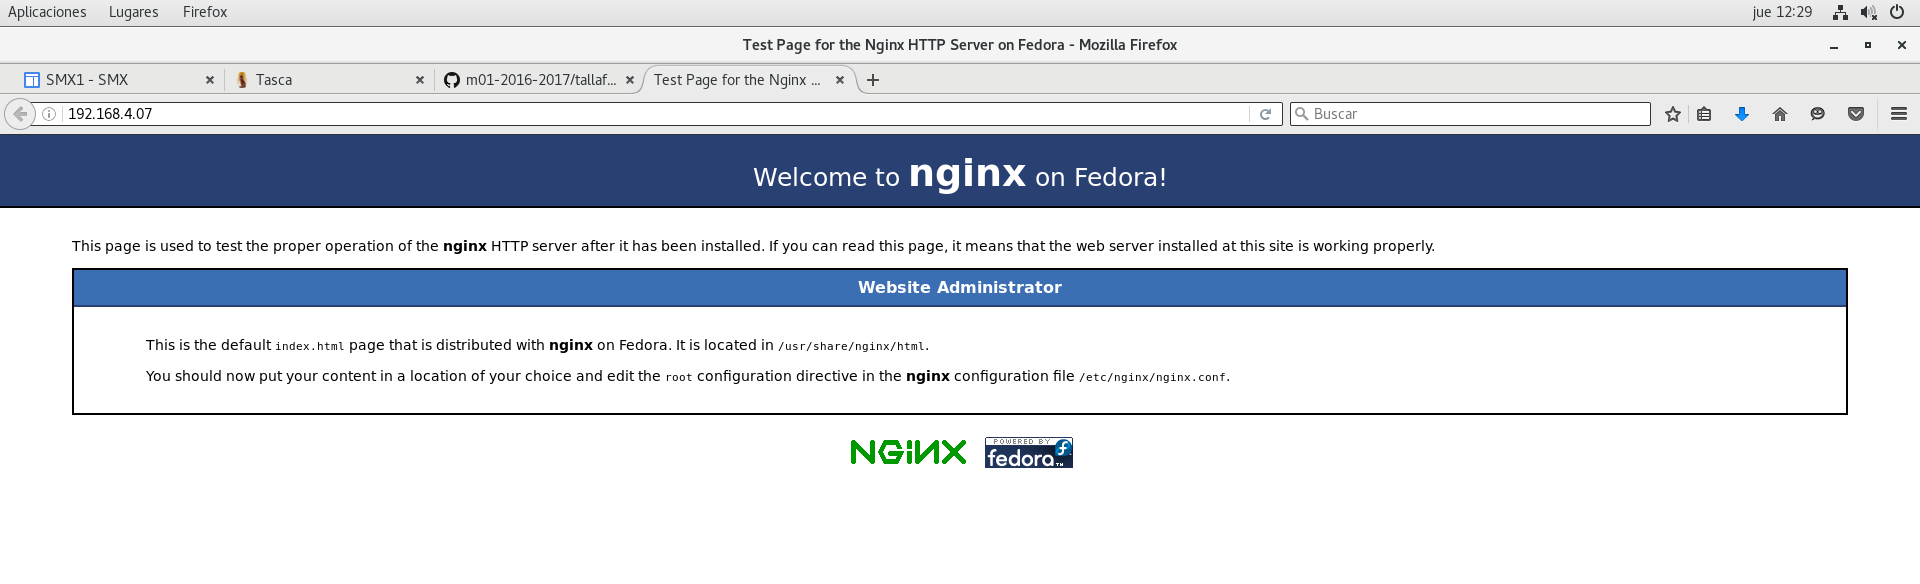 Aplicaciones Lugares Firefox jue 12:29
Test Page for the Nginx HTTP Server on Fedora - Mozilla Firefox
SMX1 - SMX Tasca m01-2016-2017/tallaf... Test Page for the Nginx ...
192.168.4.07 Buscar
Welcome to nginx on Fedora!
This page is used to test the proper operation of the nginx HTTP server after it has been installed. If you can read this page, it means that the web server installed at this site is working properly.
Website Administrator
This is the default index.html page that is distributed with nginx on Fedora. It is located in /usr/share/nginx/html.
You should now put your content in a location of your choice and edit the root configuration directive in the nginx configuration file /etc/nginx/nginx.conf.
NGiNX POWERED BY
fedora™